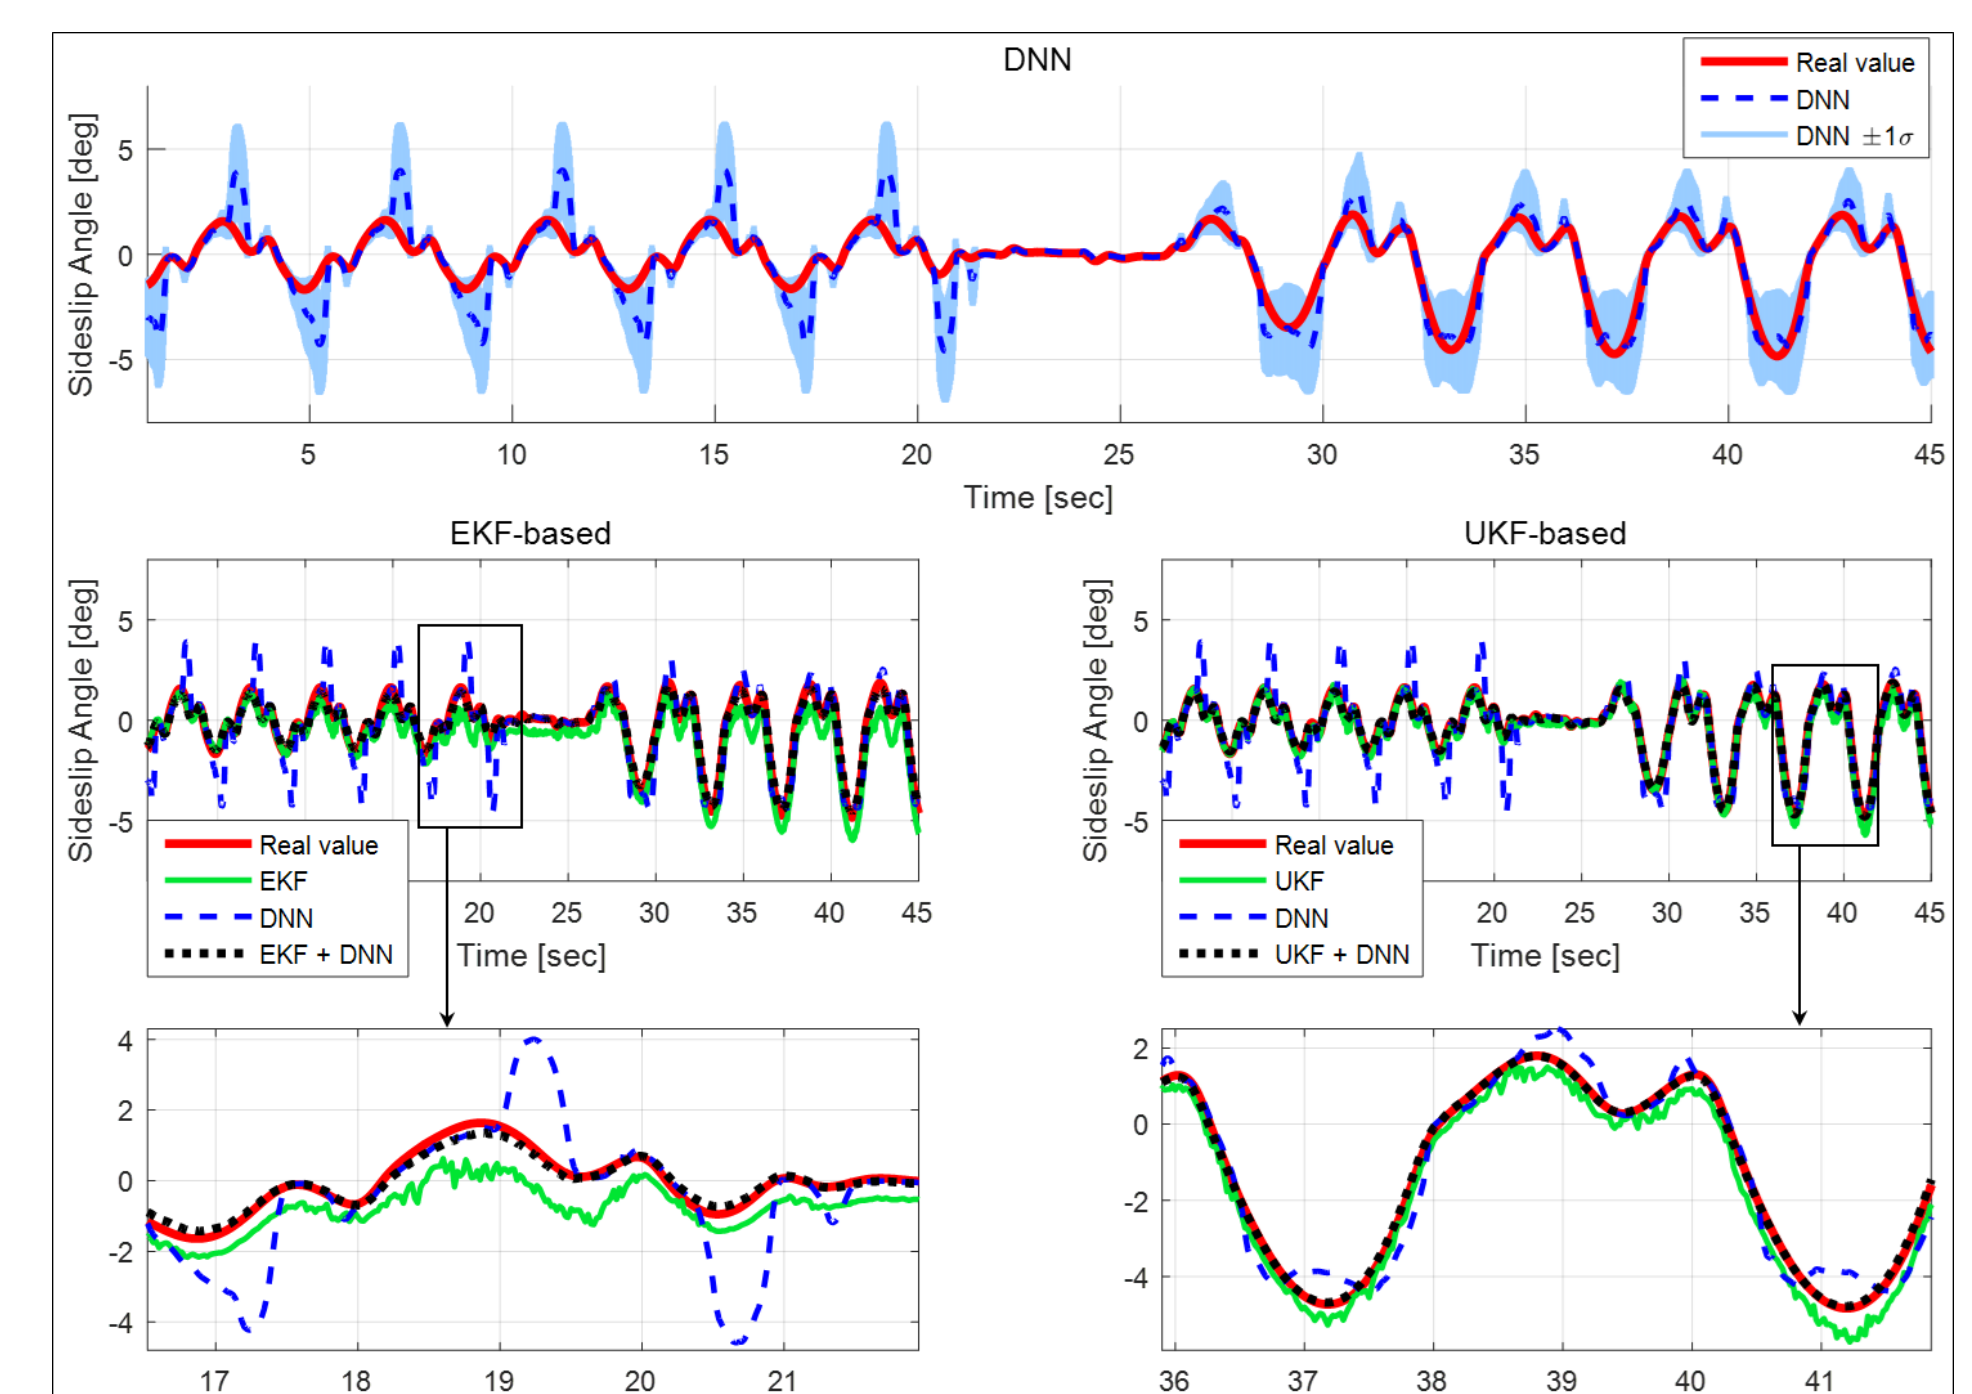 DNN
Real value
DNN
DNN ±1σ
Sideslip Angle [deg]
5
0
-5
5 10 15 20 25 30 35 40 45
Time [sec]
EKF-based
Sideslip Angle [deg]
5
0
-5
Real value
EKF
DNN
EKF + DNN
20 25 30 35 40 45
Time [sec]
UKF-based
Sideslip Angle [deg]
5
0
-5
Real value
UKF
DNN
UKF + DNN
20 25 30 35 40 45
Time [sec]
4
2
0
-2
-4
17 18 19 20 21
2
0
-2
-4
36 37 38 39 40 41